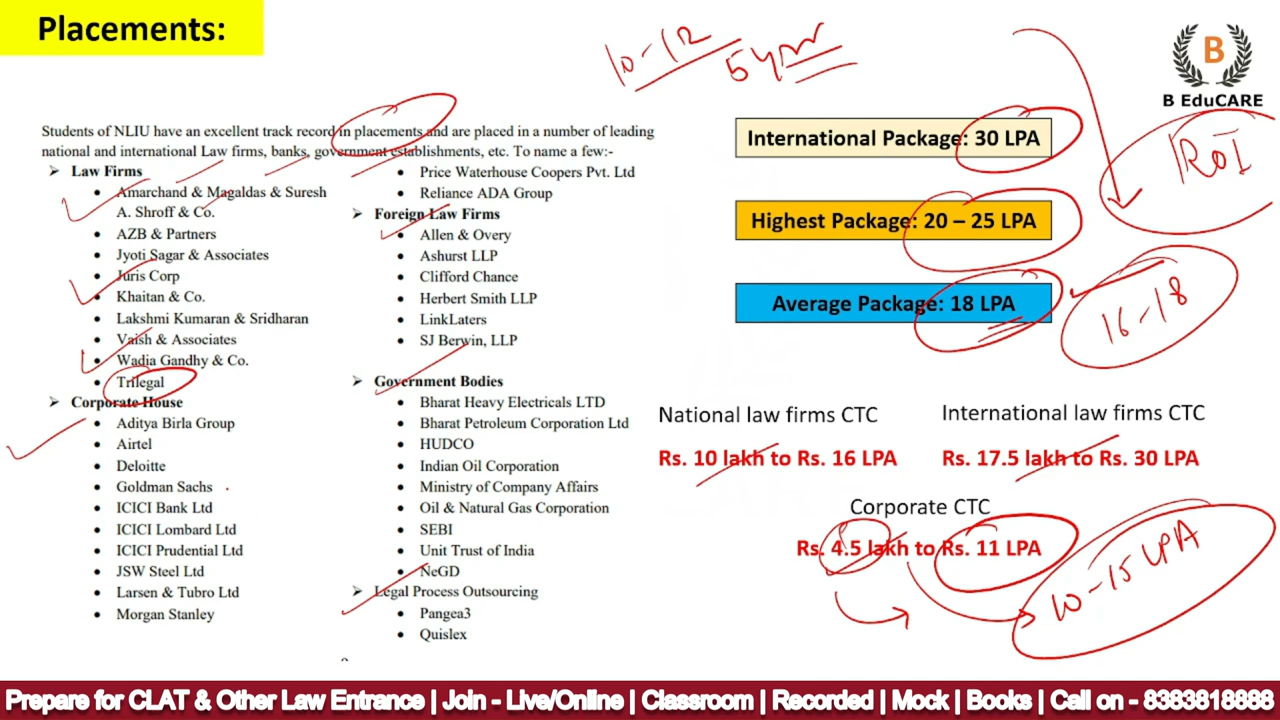 Placements:
10-12
5 year
B
B EduCARE
Students of NLIU have an excellent track record in placements and are placed in a number of leading
national and international Law firms, banks, government establishments, etc. To name a few:-
➢ Law Firms
• Amarchand & Magaldas & Suresh
A. Shroff & Co.
• AZB & Partners
• Jyoti Sagar & Associates
• Juris Corp
• Khaitan & Co.
• Lakshmi Kumaran & Sridharan
• Vaish & Associates
• Wadia Gandhy & Co.
• Trilegal
➢ Corporate House
• Aditya Birla Group
• Airtel
• Deloitte
• Goldman Sachs
• ICICI Bank Ltd
• ICICI Lombard Ltd
• ICICI Prudential Ltd
• JSW Steel Ltd
• Larsen & Tubro Ltd
• Morgan Stanley
• Price Waterhouse Coopers Pvt. Ltd
• Reliance ADA Group
➢ Foreign Law Firms
• Allen & Overy
• Ashurst LLP
• Clifford Chance
• Herbert Smith LLP
• LinkLaters
• SJ Berwin, LLP
➢ Government Bodies
• Bharat Heavy Electricals LTD
• Bharat Petroleum Corporation Ltd
• HUDCO
• Indian Oil Corporation
• Ministry of Company Affairs
• Oil & Natural Gas Corporation
• SEBI
• Unit Trust of India
• NeGD
➢ Legal Process Outsourcing
• Pangea3
• Quislex
International Package: 30 LPA
ROI
Highest Package: 20 – 25 LPA
Average Package: 18 LPA
16-18
National law firms CTC
Rs. 10 lakh to Rs. 16 LPA
International law firms CTC
Rs. 17.5 lakh to Rs. 30 LPA
Corporate CTC
Rs. 4.5 lakh to Rs. 11 LPA
10-15 LPA
Prepare for CLAT & Other Law Entrance | Join - Live/Online | Classroom | Recorded | Mock | Books | Call on - 8383818888